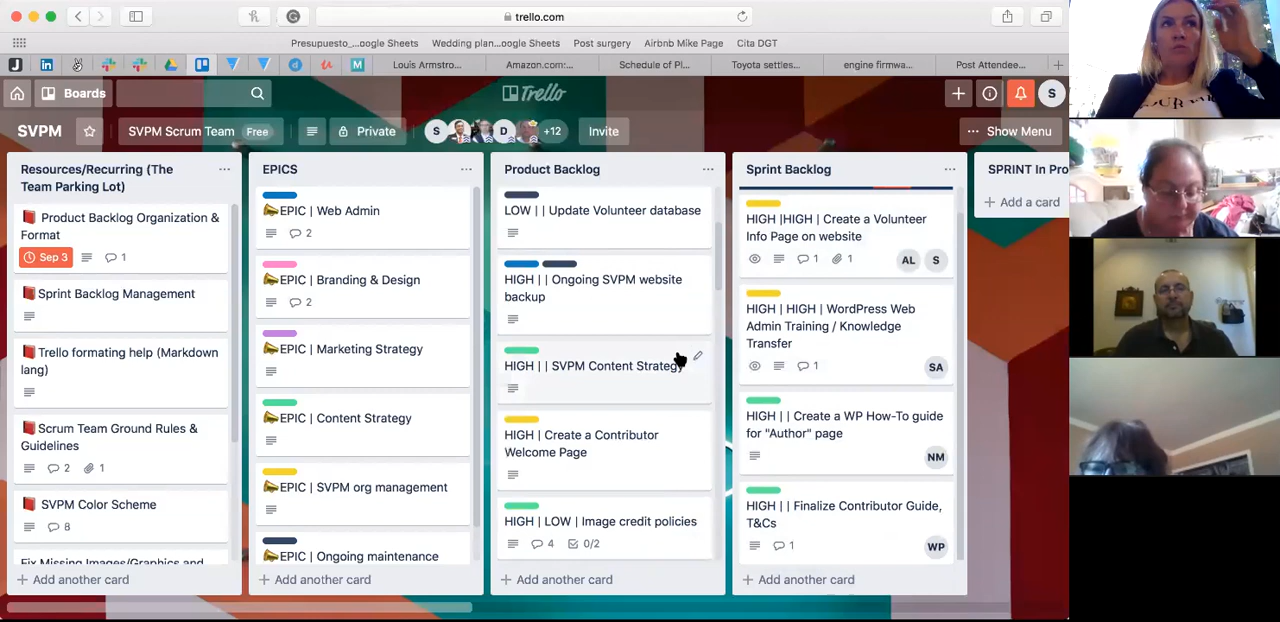 trello.com
Presupuesto_...oogle Sheets
Wedding plan...oogle Sheets
Post surgery
Airbnb Mike Page
Cita DGT
Louis Armstro...
Amazon.com:...
Schedule of Pl...
Toyota settles...
engine firmwa...
Post Attendee...
Boards
Trello
S
SVPM
SVPM Scrum Team Free
Private
S
D
+12
Invite
... Show Menu
Resources/Recurring (The
Team Parking Lot)
Product Backlog Organization &
Format
Sep 3
1
Sprint Backlog Management
Trello formating help (Markdown
lang)
Scrum Team Ground Rules &
Guidelines
2
1
SVPM Color Scheme
8
Fix Missing Images/Graphics and
+ Add another card
EPICS
EPIC | Web Admin
2
EPIC | Branding & Design
2
EPIC | Marketing Strategy
EPIC | Content Strategy
EPIC | SVPM org management
EPIC | Ongoing maintenance
+ Add another card
Product Backlog
LOW | | Update Volunteer database
HIGH | | Ongoing SVPM website
backup
HIGH | | SVPM Content Strategy
HIGH | Create a Contributor
Welcome Page
HIGH | LOW | Image credit policies
4
0/2
+ Add another card
Sprint Backlog
HIGH |HIGH | Create a Volunteer
Info Page on website
1
1
AL
S
HIGH | HIGH | WordPress Web
Admin Training / Knowledge
Transfer
1
SA
HIGH | | Create a WP How-To guide
for "Author" page
NM
HIGH | | Finalize Contributor Guide,
T&Cs
1
WP
+ Add another card
SPRINT In Pro
+ Add a card